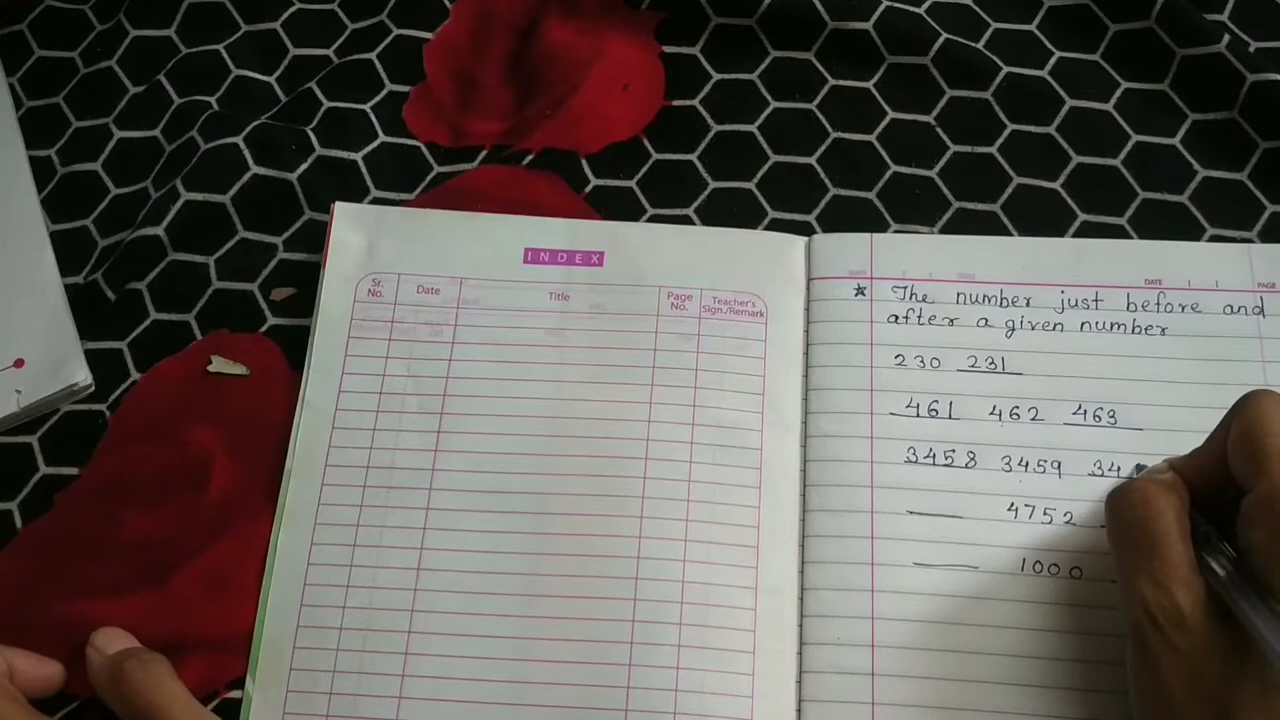 INDEX
Sr. No. Date Title Page No. Teacher's Sign./Remark
DATE PAGE
★ The number just before and
after a given number
230 231
461 462 463
3458 3459 34
4752
1000